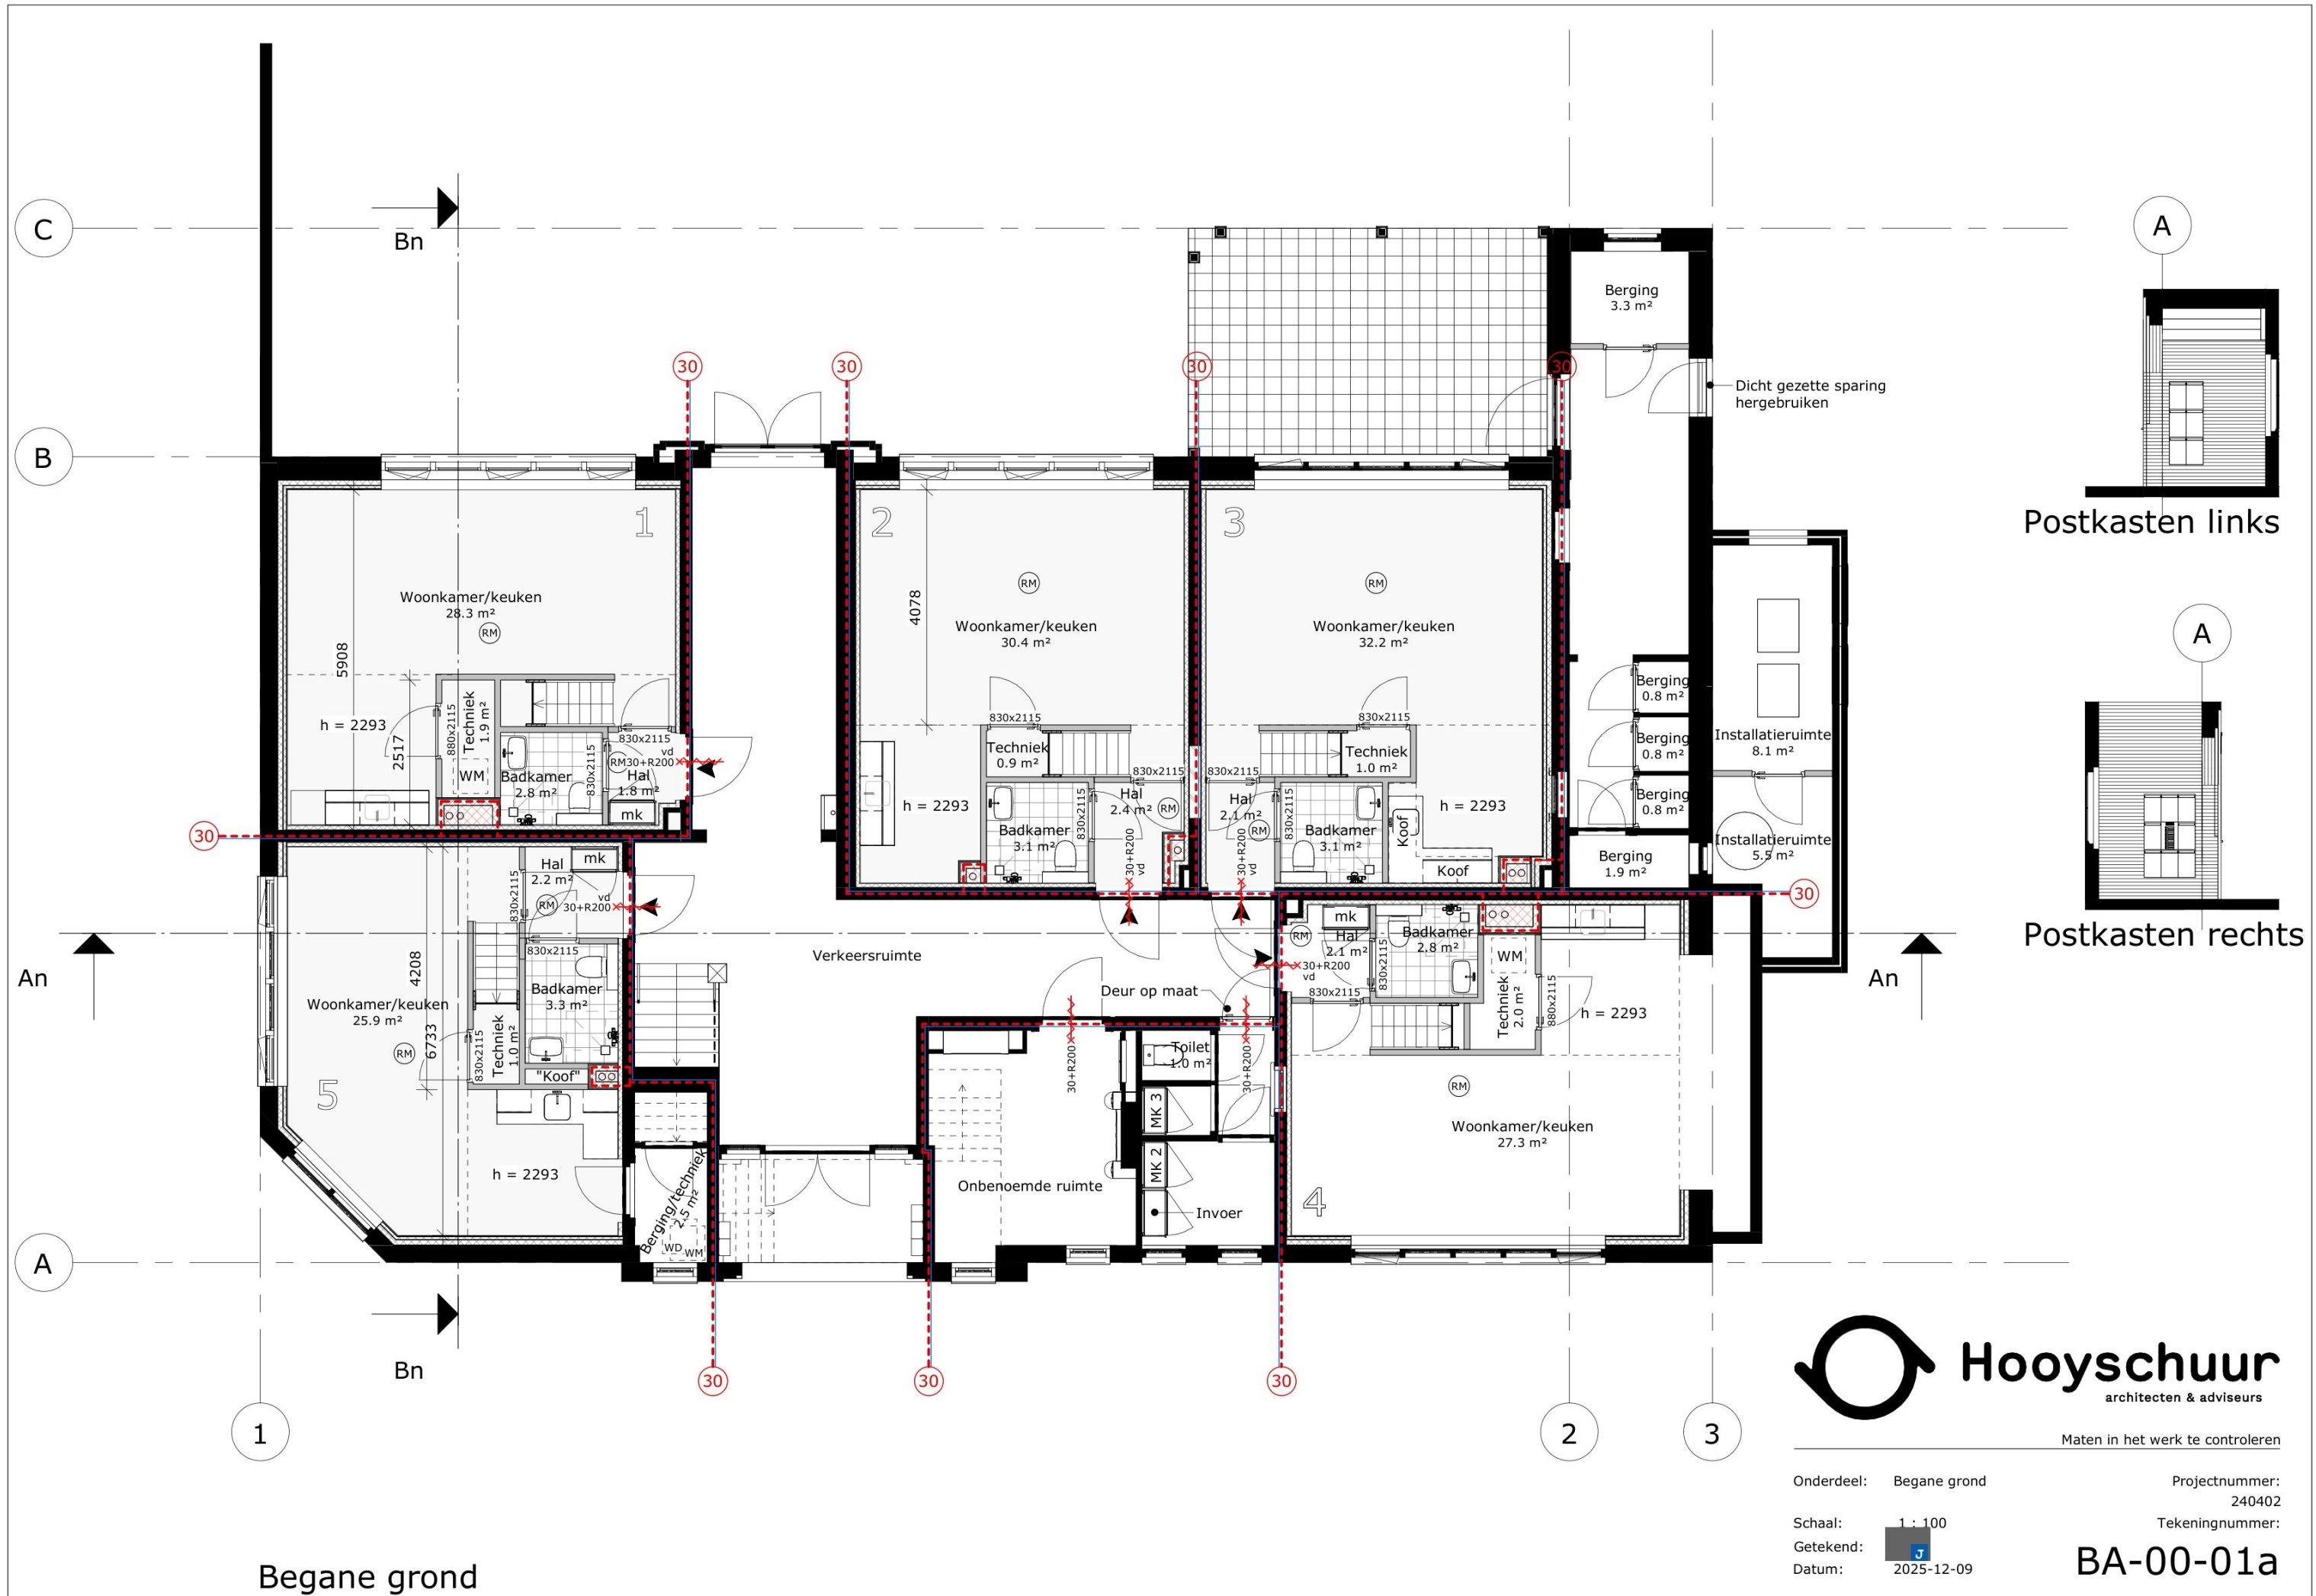 C
Bn
A
Berging
3.3 m²
30
30
30
30
Dicht gezette sparing
hergebruiken
B
Postkasten links
1
2
3
Woonkamer/keuken
28.3 m²
RM
5908
h = 2293
2517
880x2115
Techniek
1.9 m²
WM
Badkamer
2.8 m²
830x2115
830x2115
vd
RM
30+R200
Hal
1.8 m²
mk
30
4078
RM
Woonkamer/keuken
30.4 m²
830x2115
Techniek
0.9 m²
h = 2293
830x2115
Hal
2.4 m²
RM
Badkamer
3.1 m²
830x2115
30+R200
vd
RM
Woonkamer/keuken
32.2 m²
830x2115
Techniek
1.0 m²
830x2115
Hal
2.1 m²
RM
830x2115
Badkamer
3.1 m²
30+R200
vd
h = 2293
Koof
Koof
Berging
0.8 m²
Berging
0.8 m²
Berging
0.8 m²
Berging
1.9 m²
Installatieruimte
8.1 m²
Installatieruimte
5.5 m²
30
A
Postkasten rechts
An
An
Hal
2.2 m²
mk
830x2115
RM
vd
30+R200
830x2115
4208
Badkamer
3.3 m²
Woonkamer/keuken
25.9 m²
RM
6733
830x2115
Techniek
1.0 m²
"Koof"
5
h = 2293
Berging/techniek
2.5 m²
WD
WM
Verkeersruimte
Deur op maat
30+R200
30+R200
Toilet
1.0 m²
MK 3
MK 2
Invoer
Onbenoemde ruimte
mk
RM
Hal
2.1 m²
30+R200
vd
830x2115
830x2115
Badkamer
2.8 m²
WM
Techniek
2.0 m²
880x2115
h = 2293
RM
Woonkamer/keuken
27.3 m²
4
A
Bn
30
30
30
1
2
3
Hooyschuur
architecten & adviseurs
Maten in het werk te controleren
Onderdeel: Begane grond
Projectnummer:
240402
Schaal: 1 : 100
Tekeningnummer:
Getekend: J
BA-00-01a
Datum: 2025-12-09
Begane grond